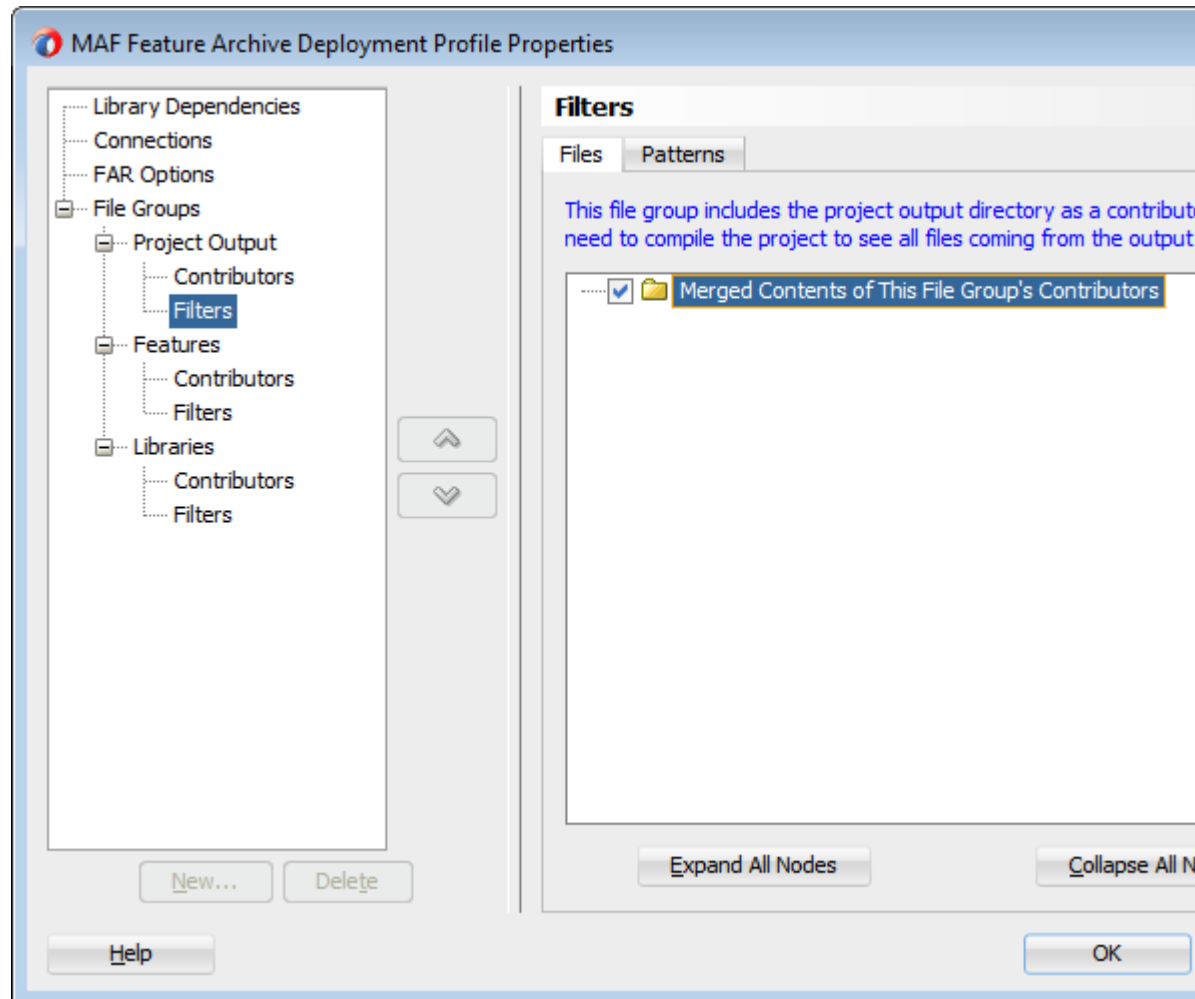 MAF Feature Archive Deployment Profile Properties
Library Dependencies
Connections
FAR Options
File Groups
Project Output
Contributors
Filters
Features
Contributors
Filters
Libraries
Contributors
Filters
New...
Delete
Filters
Files
Patterns
This file group includes the project output directory as a contribut
need to compile the project to see all files coming from the output
Merged Contents of This File Group's Contributors
Expand All Nodes
Collapse All N
Help
OK